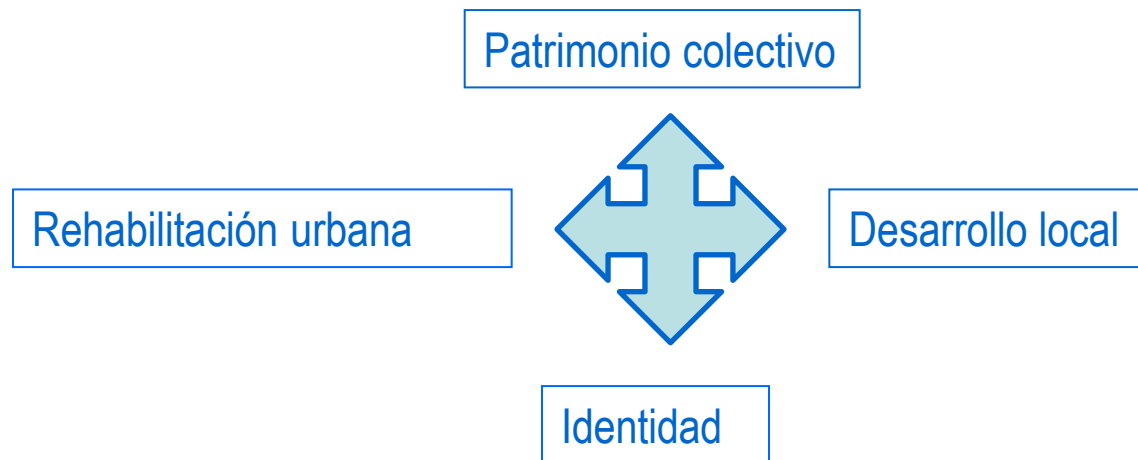 Patrimonio colectivo
Rehabilitación urbana
Desarrollo local
Identidad